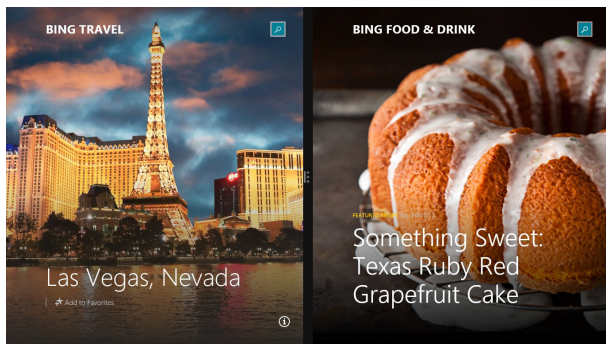 BING TRAVEL
Las Vegas, Nevada
Add to Favorites
BING FOOD & DRINK
Something Sweet:
Texas Ruby Red
Grapefruit Cake